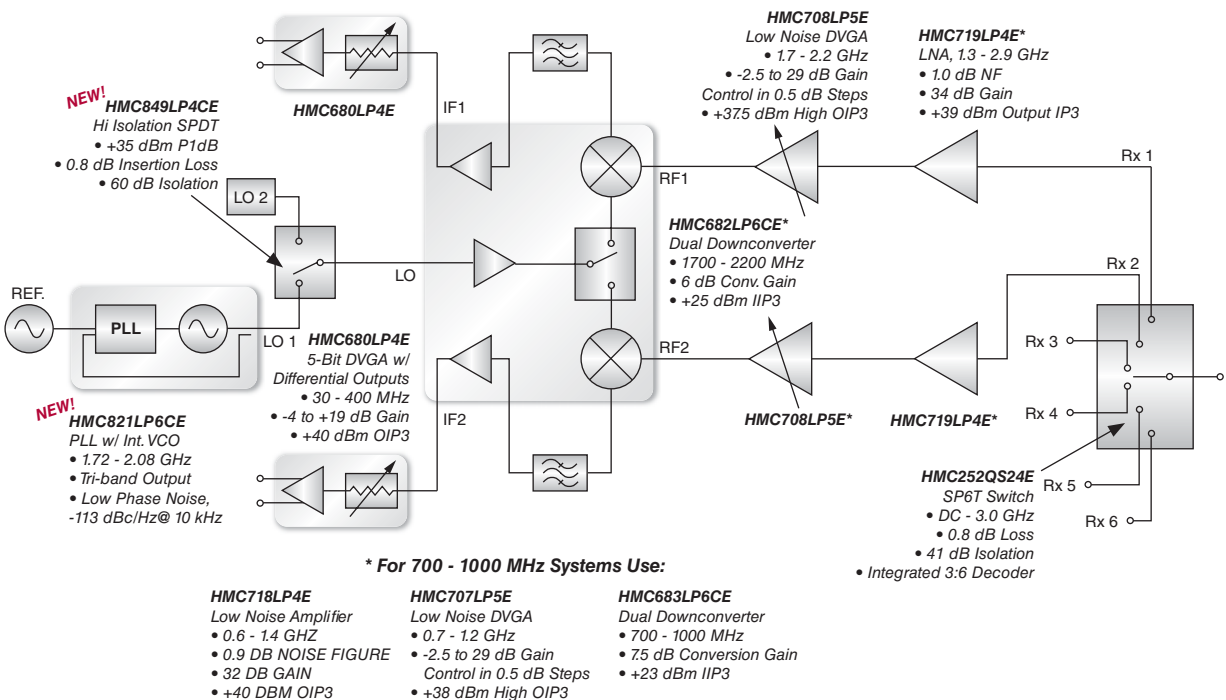 HMC708LP5E
Low Noise DVGA
• 1.7 - 2.2 GHz
• -2.5 to 29 dB Gain
Control in 0.5 dB Steps
• +37.5 dBm High OIP3
HMC719LP4E*
LNA, 1.3 - 2.9 GHz
• 1.0 dB NF
• 34 dB Gain
• +39 dBm Output IP3
HMC680LP4E
NEW!
HMC849LP4CE
Hi Isolation SPDT
• +35 dBm P1dB
• 0.8 dB Insertion Loss
• 60 dB Isolation
IF1
LO 2
RF1
Rx 1
HMC682LP6CE*
Dual Downconverter
• 1700 - 2200 MHz
• 6 dB Conv. Gain
• +25 dBm IIP3
LO
Rx 2
REF.
PLL
LO 1
HMC680LP4E
5-Bit DVGA w/
Differential Outputs
• 30 - 400 MHz
• -4 to +19 dB Gain
• +40 dBm OIP3
RF2
Rx 3
Rx 4
NEW!
HMC821LP6CE
PLL w/ Int.VCO
• 1.72 - 2.08 GHz
• Tri-band Output
• Low Phase Noise,
-113 dBc/Hz@ 10 kHz
IF2
HMC708LP5E*
HMC719LP4E*
HMC252QS24E
SP6T Switch
• DC - 3.0 GHz
• 0.8 dB Loss
• 41 dB Isolation
• Integrated 3:6 Decoder
Rx 5
Rx 6
* For 700 - 1000 MHz Systems Use:
HMC718LP4E
Low Noise Amplifier
• 0.6 - 1.4 GHZ
• 0.9 DB NOISE FIGURE
• 32 DB GAIN
• +40 DBM OIP3
HMC707LP5E
Low Noise DVGA
• 0.7 - 1.2 GHz
• -2.5 to 29 dB Gain
Control in 0.5 dB Steps
• +38 dBm High OIP3
HMC683LP6CE
Dual Downconverter
• 700 - 1000 MHz
• 7.5 dB Conversion Gain
• +23 dBm IIP3